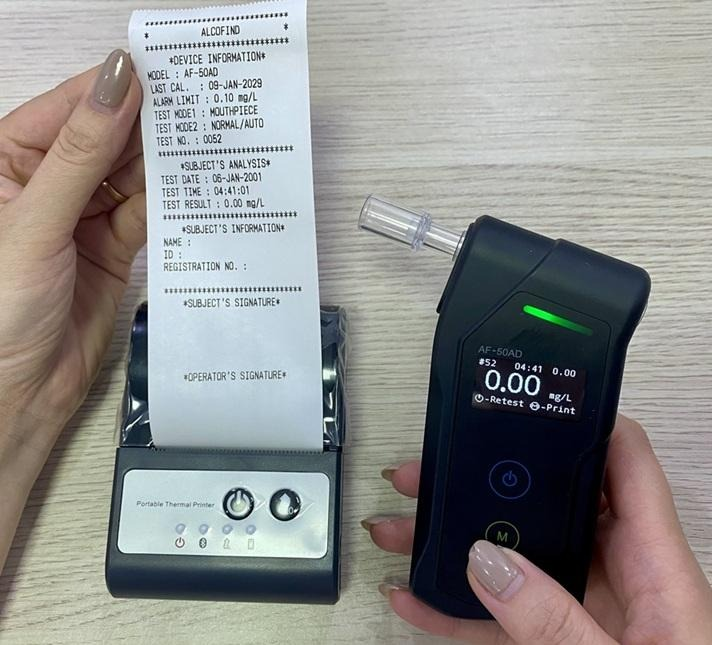 ************************
* ALCOFIND *
************************
*DEVICE INFORMATION*
MODEL : AF-50AD
LAST CAL. : 09-JAN-2029
ALARM LIMIT : 0.10 mg/L
TEST MODE1 : MOUTHPIECE
TEST MODE2 : NORMAL/AUTO
TEST NO. : 0052
************************
*SUBJECT'S ANALYSIS*
TEST DATE : 06-JAN-2001
TEST TIME : 04:41:01
TEST RESULT : 0.00 mg/L
************************
*SUBJECT'S INFORMATION*
NAME :
ID :
REGISTRATION NO. :
************************
*SUBJECT'S SIGNATURE*
*OPERATOR'S SIGNATURE*
Portable Thermal Printer
AF-50AD
#52 04:41 0.00
0.00 mg/L
-Retest -Print
M